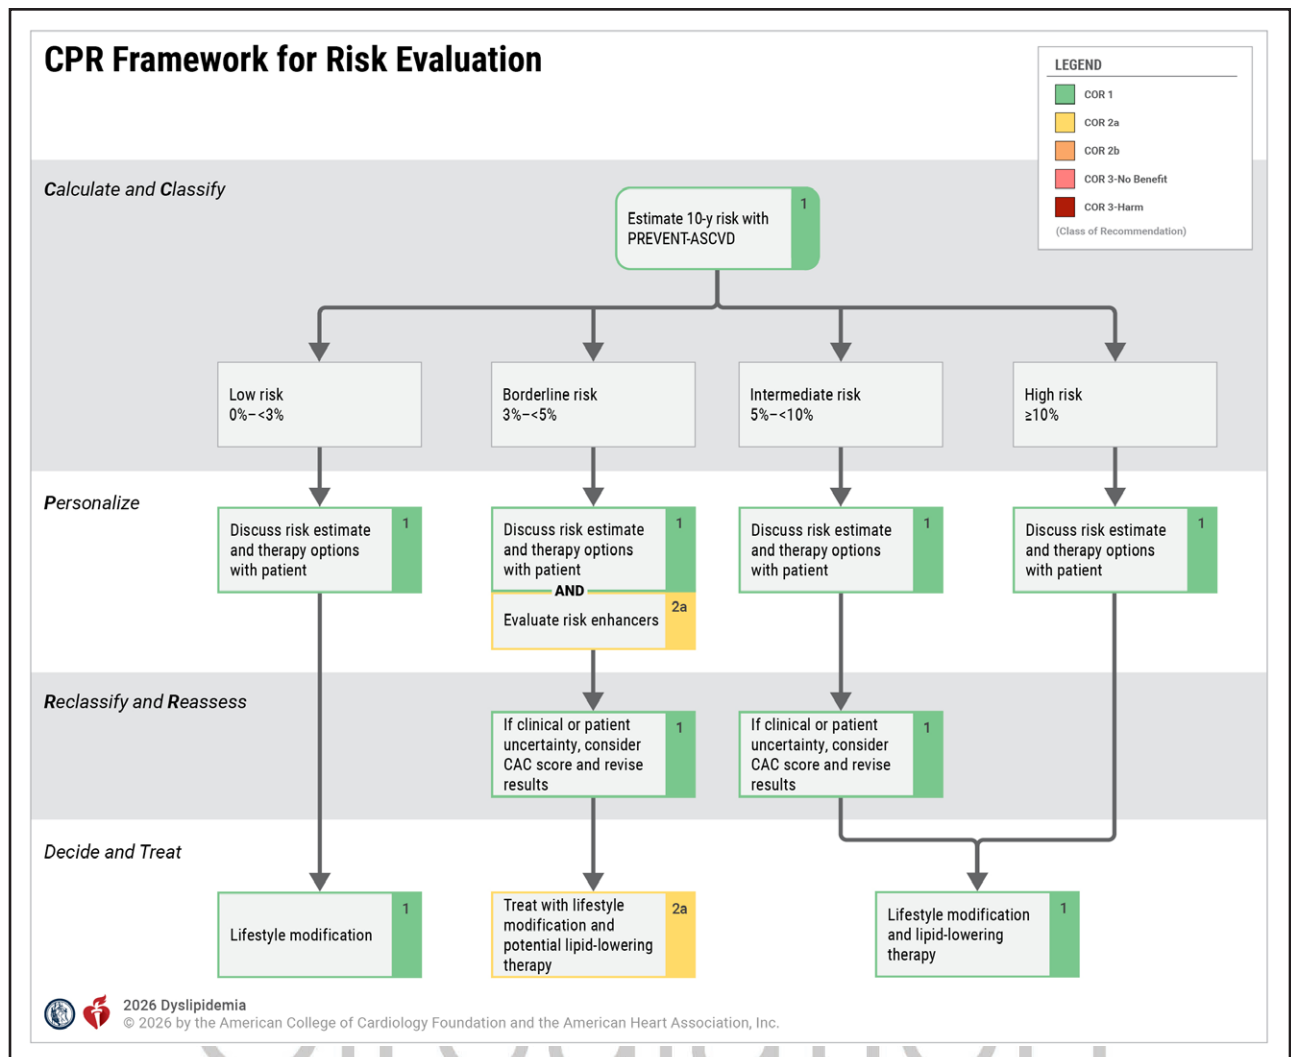 CPR Framework for Risk Evaluation
LEGEND
COR 1
COR 2a
COR 2b
COR 3-No Benefit
COR 3-Harm
(Class of Recommendation)
Calculate and Classify
Estimate 10-y risk with
PREVENT-ASCVD
1
Low risk
0%–<3%
Borderline risk
3%–<5%
Intermediate risk
5%–<10%
High risk
≥10%
Personalize
Discuss risk estimate
and therapy options
with patient
1
Discuss risk estimate
and therapy options
with patient
1
AND
Evaluate risk enhancers
2a
Discuss risk estimate
and therapy options
with patient
1
Discuss risk estimate
and therapy options
with patient
1
Reclassify and Reassess
If clinical or patient
uncertainty, consider
CAC score and revise
results
1
If clinical or patient
uncertainty, consider
CAC score and revise
results
1
Decide and Treat
Lifestyle modification
1
Treat with lifestyle
modification and
potential lipid-lowering
therapy
2a
Lifestyle modification
and lipid-lowering
therapy
1
2026 Dyslipidemia
© 2026 by the American College of Cardiology Foundation and the American Heart Association, Inc.